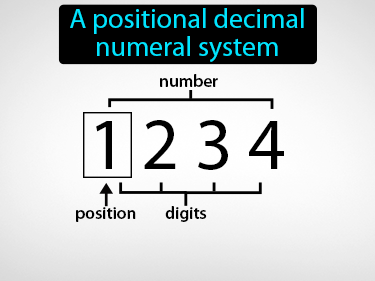 A positional decimal
numeral system
number
1 2 3 4
position digits